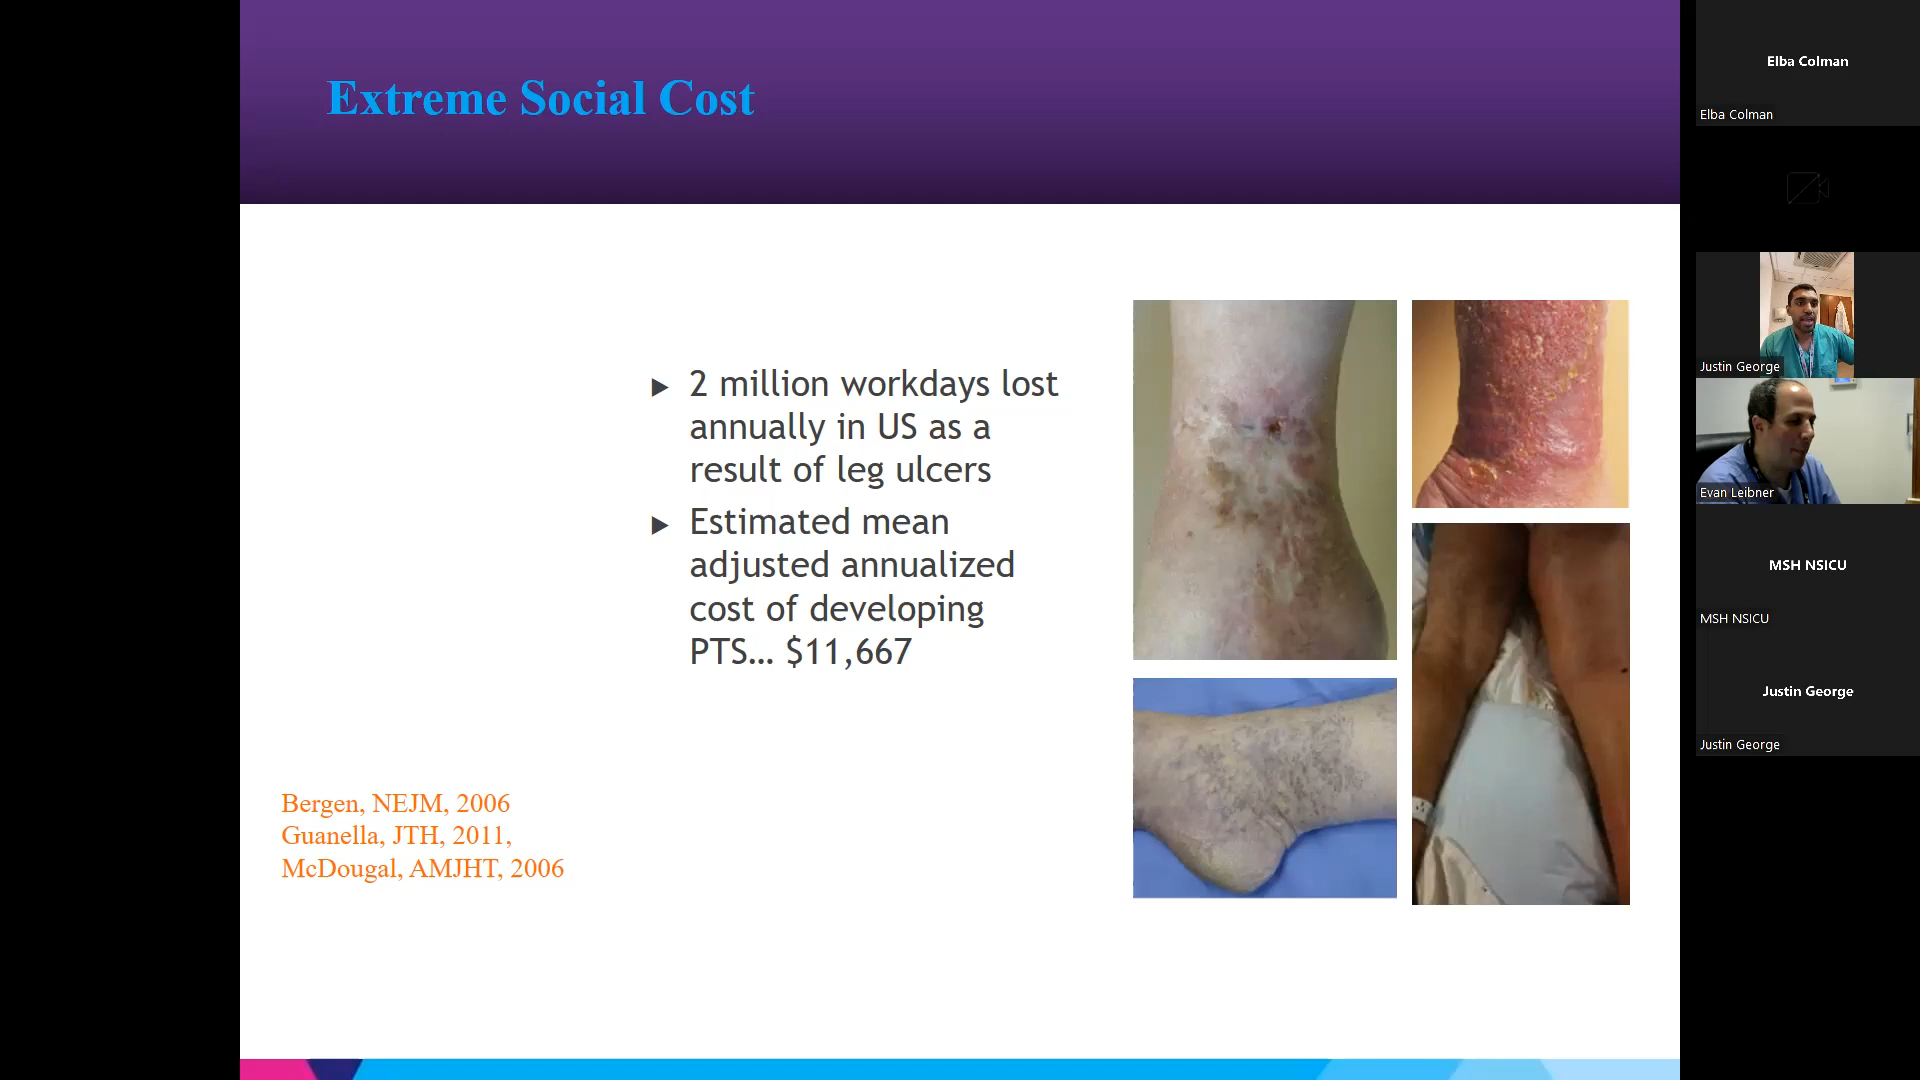 Extreme Social Cost
► 2 million workdays lost
annually in US as a
result of leg ulcers
► Estimated mean
adjusted annualized
cost of developing
PTS... $11,667
Bergen, NEJM, 2006
Guanella, JTH, 2011,
McDougal, AMJHT, 2006
Elba Colman
Elba Colman
Justin George
Evan Leibner
MSH NSICU
MSH NSICU
Justin George
Justin George